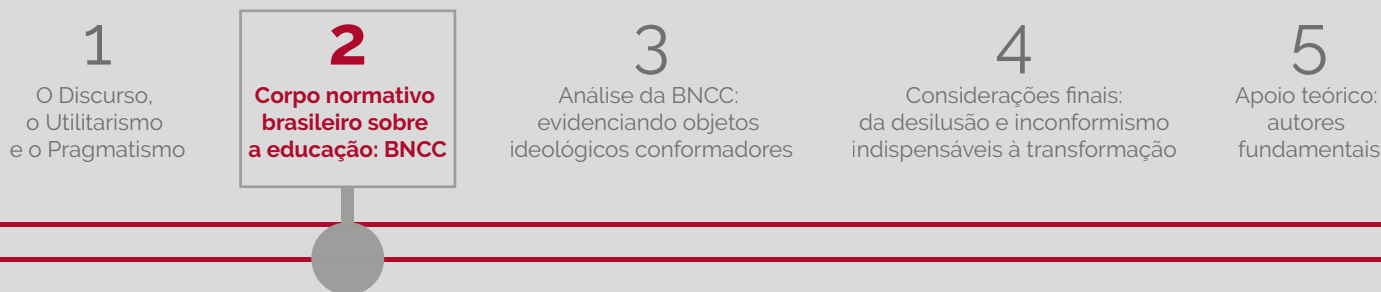 1
O Discurso,
o Utilitarismo
e o Pragmatismo
2
Corpo normativo
brasileiro sobre
a educação: BNCC
3
Análise da BNCC:
evidenciando objetos
ideológicos conformadores
4
Considerações finais:
da desilusão e inconformismo
indispensáveis à transformação
5
Apoio teórico:
autores
fundamentais